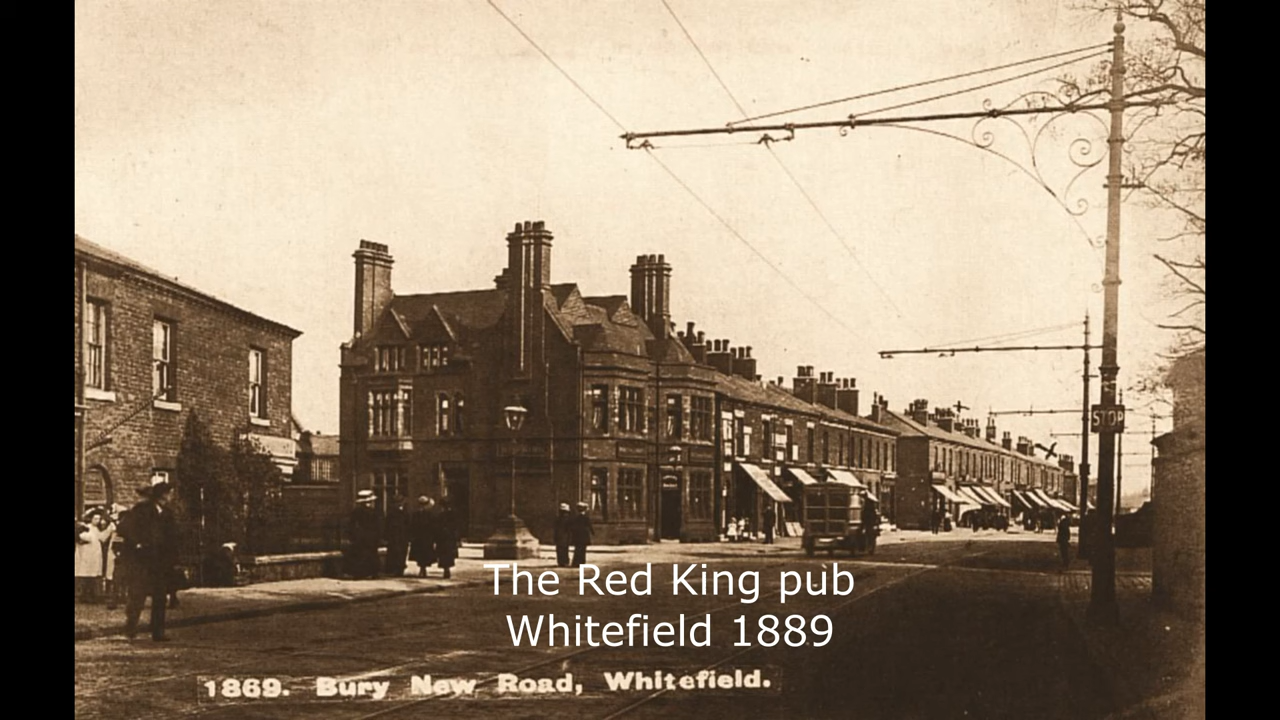 STOP
The Red King pub
Whitefield 1889
1869. Bury New Road, Whitefield.